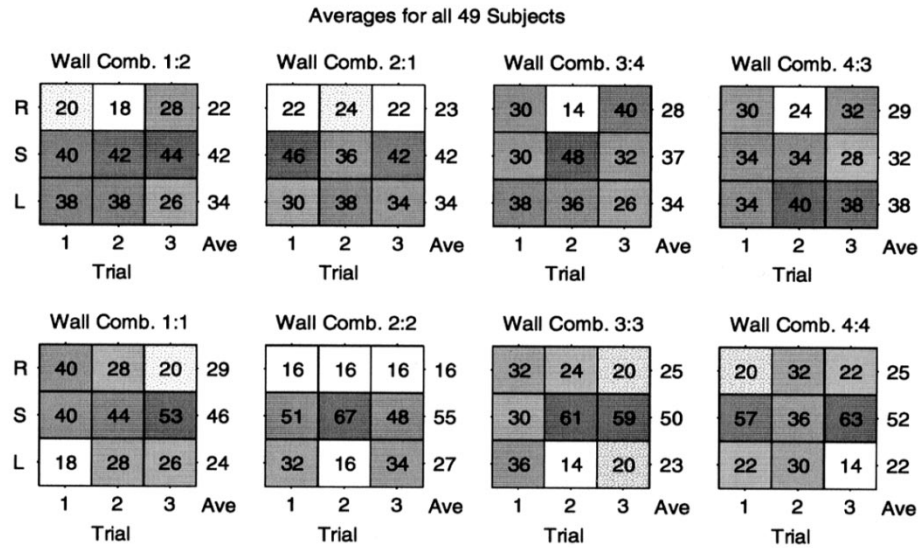 Averages for all 49 Subjects
Wall Comb. 1:2 Wall Comb. 2:1 Wall Comb. 3:4 Wall Comb. 4:3
R 20 18 28 22 22 24 22 23 30 14 40 28 30 24 32 29
S 40 42 44 42 46 36 42 42 30 48 32 37 34 34 28 32
L 38 38 26 34 30 38 34 34 38 36 26 34 34 40 38 38
1 2 3 Ave 1 2 3 Ave 1 2 3 Ave 1 2 3 Ave
Trial Trial Trial Trial
Wall Comb. 1:1 Wall Comb. 2:2 Wall Comb. 3:3 Wall Comb. 4:4
R 40 28 20 29 16 16 16 16 32 24 20 25 20 32 22 25
S 40 44 53 46 51 67 48 55 30 61 59 50 57 36 63 52
L 18 28 26 24 32 16 34 27 36 14 20 23 22 30 14 22
1 2 3 Ave 1 2 3 Ave 1 2 3 Ave 1 2 3 Ave
Trial Trial Trial Trial